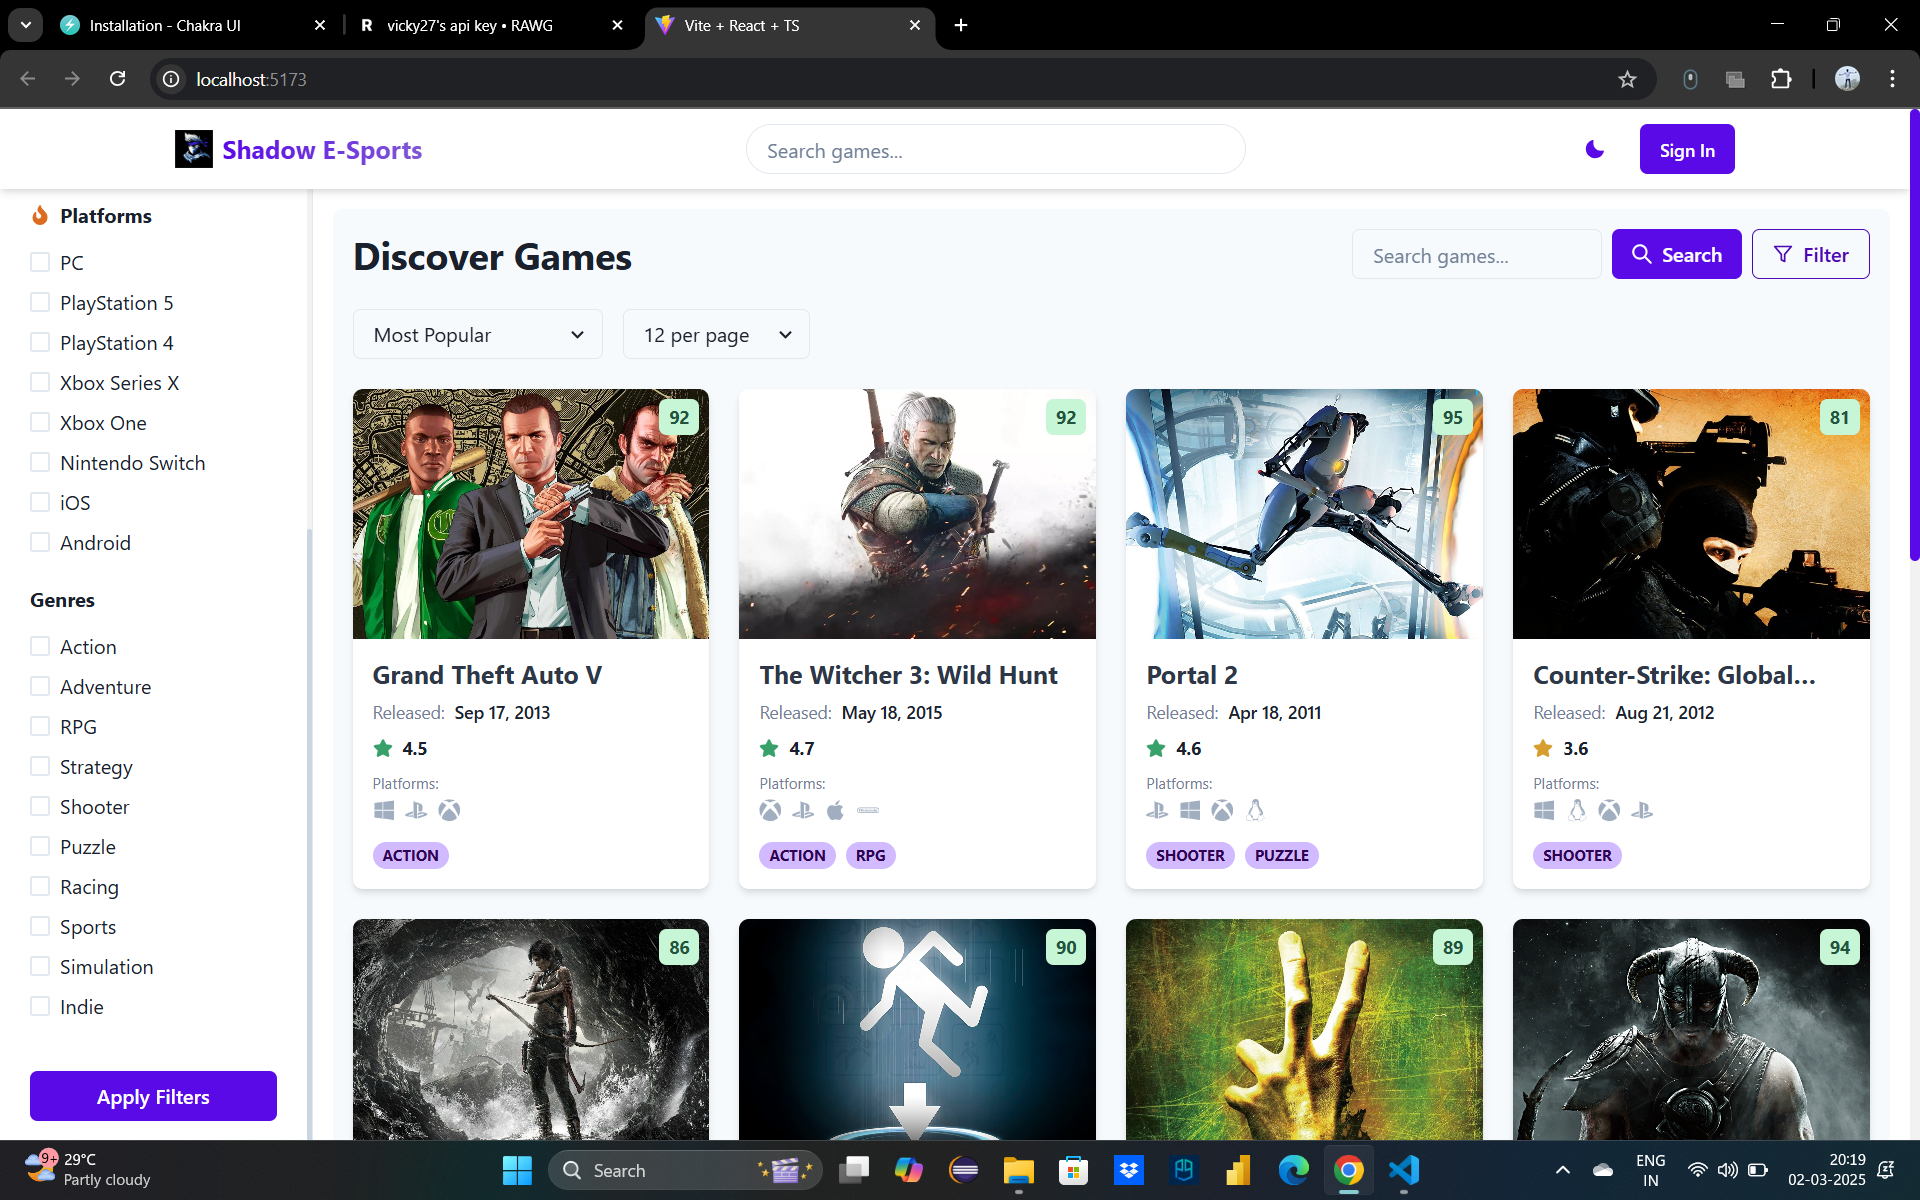 Installation - Chakra UI
R vicky27's api key • RAWG
Vite + React + TS
localhost:5173
Shadow E-Sports
Search games...
Sign In
Platforms
PC
PlayStation 5
PlayStation 4
Xbox Series X
Xbox One
Nintendo Switch
iOS
Android
Genres
Action
Adventure
RPG
Strategy
Shooter
Puzzle
Racing
Sports
Simulation
Indie
Apply Filters
Discover Games
Search games...
Search
Filter
Most Popular
12 per page
92
Grand Theft Auto V
Released: Sep 17, 2013
4.5
Platforms:
ACTION
92
The Witcher 3: Wild Hunt
Released: May 18, 2015
4.7
Platforms:
ACTION RPG
95
Portal 2
Released: Apr 18, 2011
4.6
Platforms:
SHOOTER PUZZLE
81
Counter-Strike: Global...
Released: Aug 21, 2012
3.6
Platforms:
SHOOTER
86
90
89
94
9+
29°C
Partly cloudy
Search
ENG
IN
20:19
02-03-2025